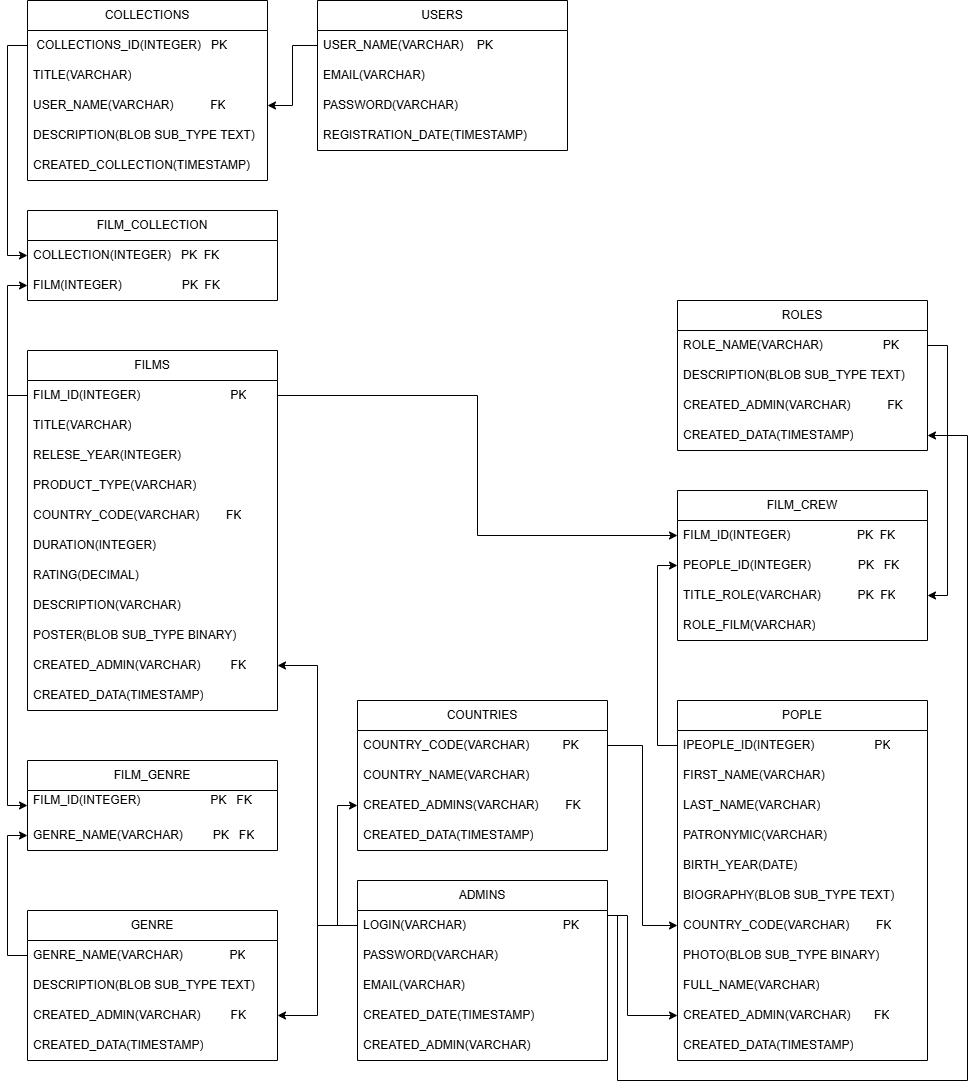 COLLECTIONS
COLLECTIONS_ID(INTEGER) PK
TITLE(VARCHAR)
USER_NAME(VARCHAR) FK
DESCRIPTION(BLOB SUB_TYPE TEXT)
CREATED_COLLECTION(TIMESTAMP)
USERS
USER_NAME(VARCHAR) PK
EMAIL(VARCHAR)
PASSWORD(VARCHAR)
REGISTRATION_DATE(TIMESTAMP)
FILM_COLLECTION
COLLECTION(INTEGER) PK FK
FILM(INTEGER) PK FK
FILMS
FILM_ID(INTEGER) PK
TITLE(VARCHAR)
RELESE_YEAR(INTEGER)
PRODUCT_TYPE(VARCHAR)
COUNTRY_CODE(VARCHAR) FK
DURATION(INTEGER)
RATING(DECIMAL)
DESCRIPTION(VARCHAR)
POSTER(BLOB SUB_TYPE BINARY)
CREATED_ADMIN(VARCHAR) FK
CREATED_DATA(TIMESTAMP)
ROLES
ROLE_NAME(VARCHAR) PK
DESCRIPTION(BLOB SUB_TYPE TEXT)
CREATED_ADMIN(VARCHAR) FK
CREATED_DATA(TIMESTAMP)
FILM_CREW
FILM_ID(INTEGER) PK FK
PEOPLE_ID(INTEGER) PK FK
TITLE_ROLE(VARCHAR) PK FK
ROLE_FILM(VARCHAR)
FILM_GENRE
FILM_ID(INTEGER) PK FK
GENRE_NAME(VARCHAR) PK FK
GENRE
GENRE_NAME(VARCHAR) PK
DESCRIPTION(BLOB SUB_TYPE TEXT)
CREATED_ADMIN(VARCHAR) FK
CREATED_DATA(TIMESTAMP)
COUNTRIES
COUNTRY_CODE(VARCHAR) PK
COUNTRY_NAME(VARCHAR)
CREATED_ADMINS(VARCHAR) FK
CREATED_DATA(TIMESTAMP)
ADMINS
LOGIN(VARCHAR) PK
PASSWORD(VARCHAR)
EMAIL(VARCHAR)
CREATED_DATE(TIMESTAMP)
CREATED_ADMIN(VARCHAR)
POPLE
IPEOPLE_ID(INTEGER) PK
FIRST_NAME(VARCHAR)
LAST_NAME(VARCHAR)
PATRONYMIC(VARCHAR)
BIRTH_YEAR(DATE)
BIOGRAPHY(BLOB SUB_TYPE TEXT)
COUNTRY_CODE(VARCHAR) FK
PHOTO(BLOB SUB_TYPE BINARY)
FULL_NAME(VARCHAR)
CREATED_ADMIN(VARCHAR) FK
CREATED_DATA(TIMESTAMP)